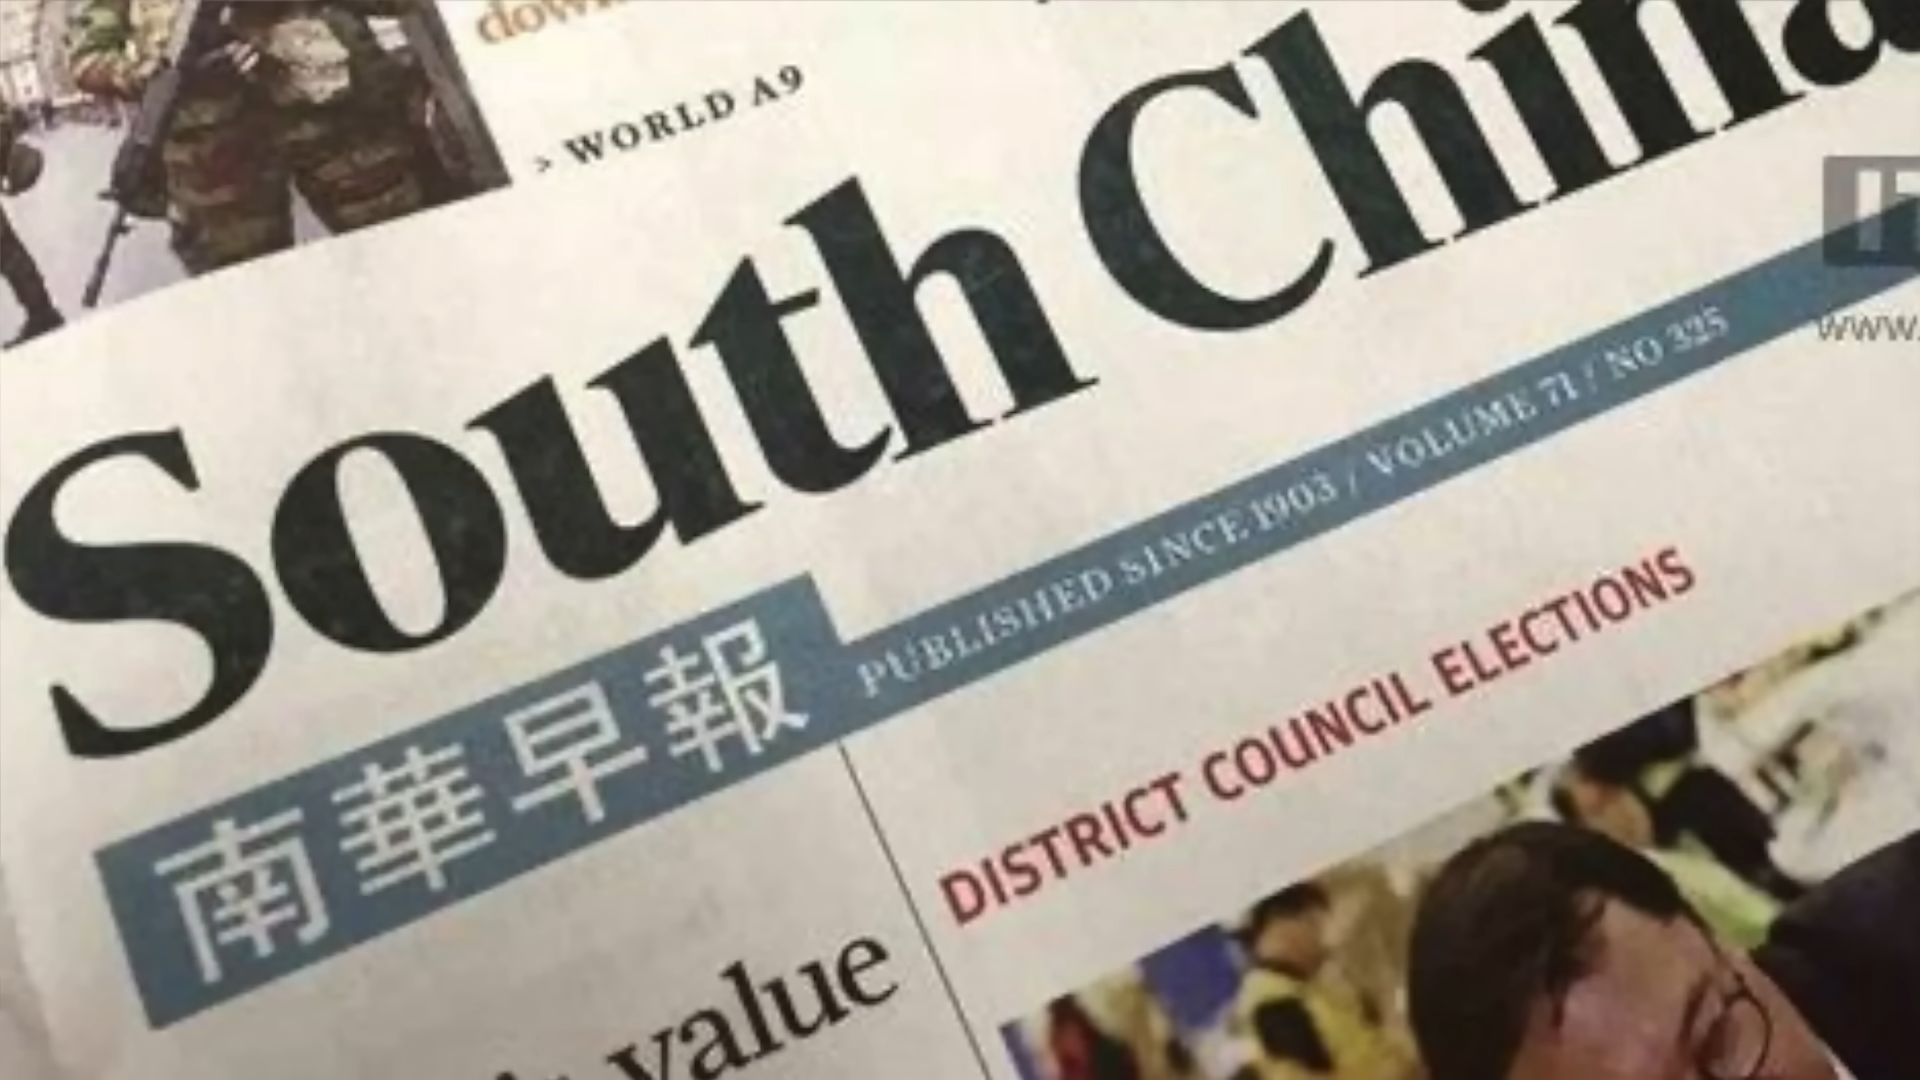 > WORLD A9
South China
南華早報
PUBLISHED SINCE 1903 / VOLUME 71 / NO 325
DISTRICT COUNCIL ELECTIONS
value
www.